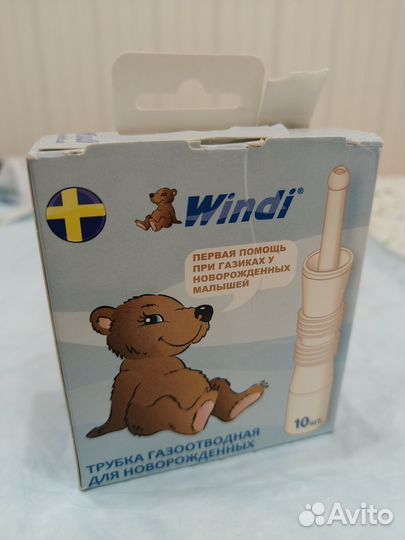 Windi®
ПЕРВАЯ ПОМОЩЬ
ПРИ ГАЗИКАХ У
НОВОРОЖДЕННЫХ
МАЛЫШЕЙ
10шт.
ТРУБКА ГАЗООТВОДНАЯ
ДЛЯ НОВОРОЖДЕННЫХ
Avito